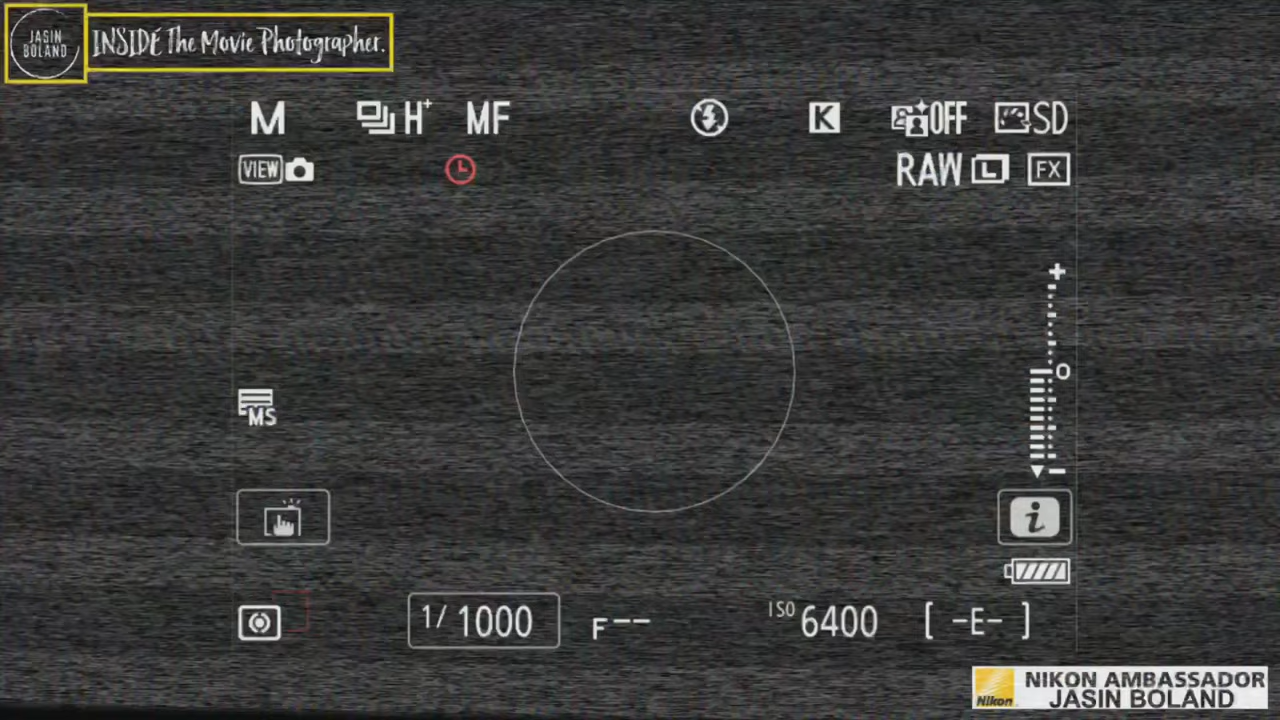 JASIN
BOLAND
INSIDE The Movie Photographer.
M H+ MF K OFF SD
VIEW RAW L FX
+
0
MS
-
i
1/1000 F-- ISO 6400 [ -E- ]
Nikon
NIKON AMBASSADOR
JASIN BOLAND